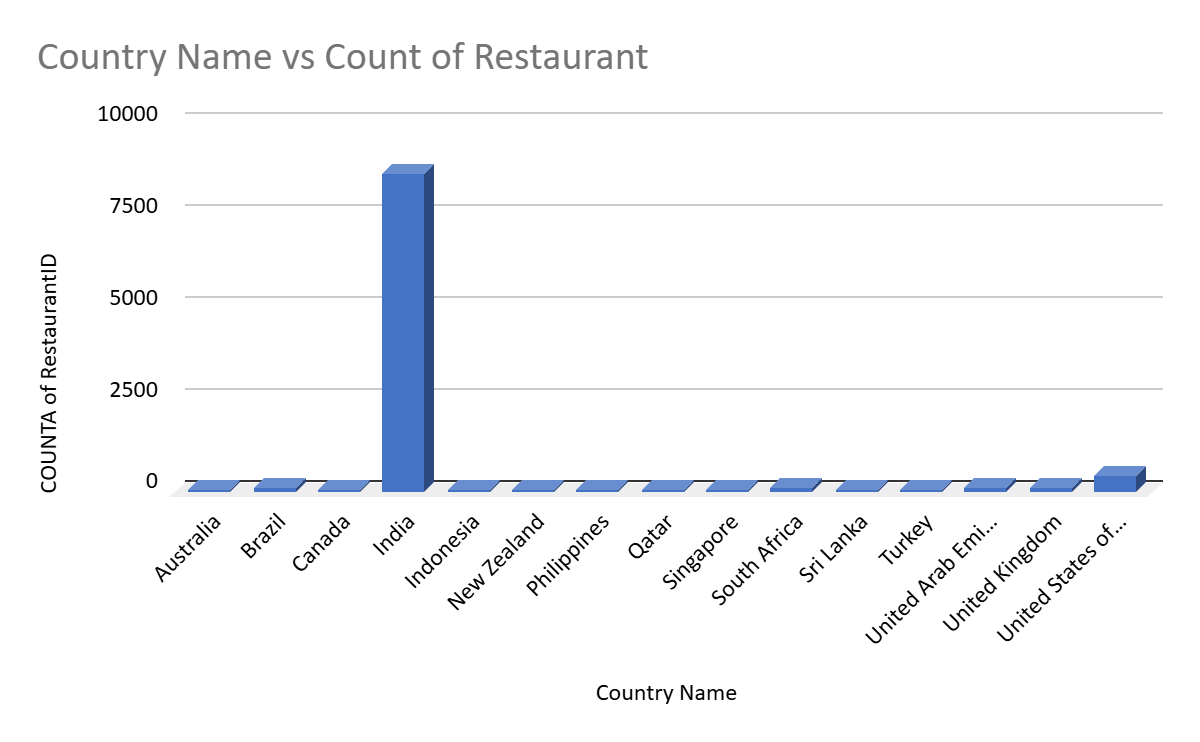 Country Name vs Count of Restaurant
10000
7500
5000
2500
0
COUNTA of RestaurantID
Australia
Brazil
Canada
India
Indonesia
New Zealand
Philippines
Qatar
Singapore
South Africa
Sri Lanka
Turkey
United Arab Emi...
United Kingdom
United States of...
Country Name